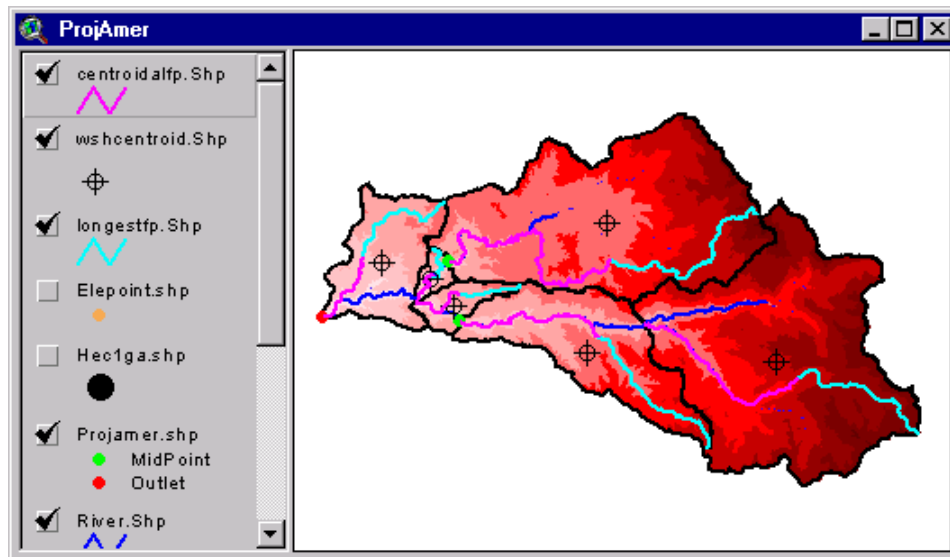 ProjAmer
centroidalfp.Shp
wshcentroid.Shp
longestfp.Shp
Elepoint.shp
Hec1ga.shp
Projamer.shp
MidPoint
Outlet
River.Shp